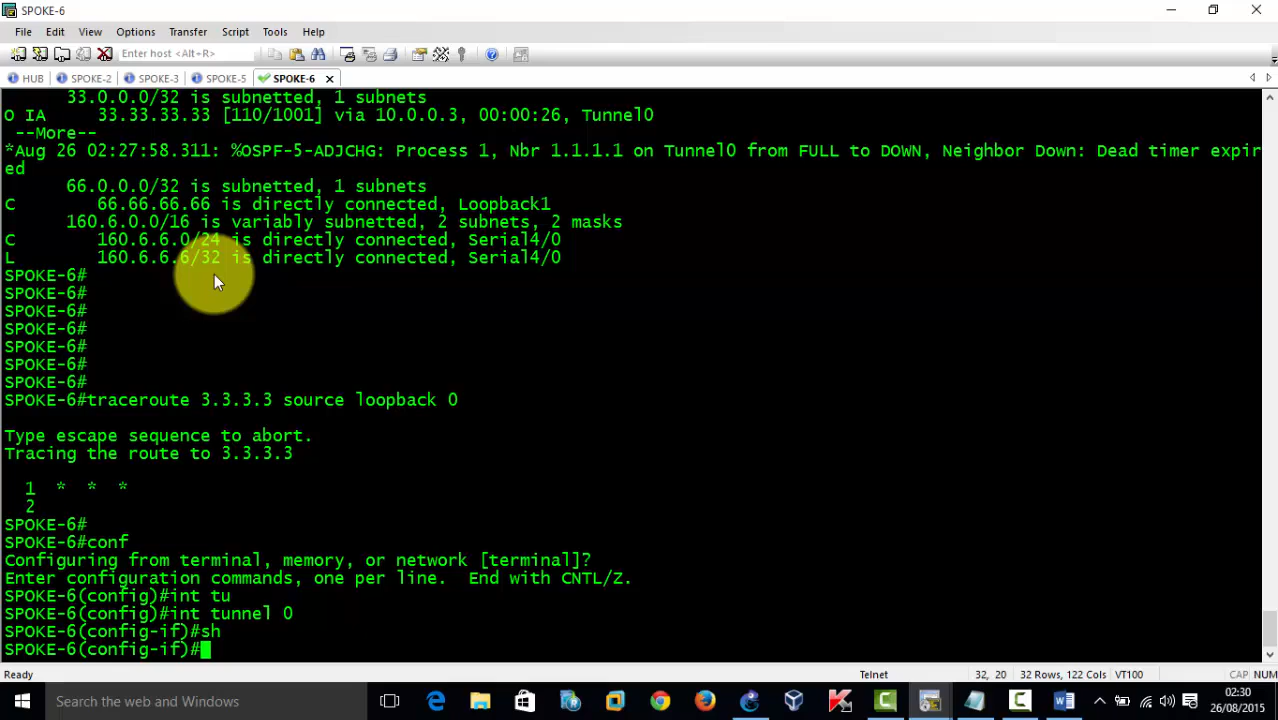 SPOKE-6
File Edit View Options Transfer Script Tools Help
Enter host <Alt+R>
HUB SPOKE-2 SPOKE-3 SPOKE-5 SPOKE-6
33.0.0.0/32 is subnetted, 1 subnets
O IA 33.33.33.33 [110/1001] via 10.0.0.3, 00:00:26, Tunnel0
--More--
*Aug 26 02:27:58.311: %OSPF-5-ADJCHG: Process 1, Nbr 1.1.1.1 on Tunnel0 from FULL to DOWN, Neighbor Down: Dead timer expir
ed
66.0.0.0/32 is subnetted, 1 subnets
C 66.66.66.66 is directly connected, Loopback1
160.6.0.0/16 is variably subnetted, 2 subnets, 2 masks
C 160.6.6.0/24 is directly connected, Serial4/0
L 160.6.6.6/32 is directly connected, Serial4/0
SPOKE-6#
SPOKE-6#
SPOKE-6#
SPOKE-6#
SPOKE-6#
SPOKE-6#
SPOKE-6#
SPOKE-6#traceroute 3.3.3.3 source loopback 0
Type escape sequence to abort.
Tracing the route to 3.3.3.3
1 * * *
2
SPOKE-6#
SPOKE-6#conf
Configuring from terminal, memory, or network [terminal]?
Enter configuration commands, one per line. End with CNTL/Z.
SPOKE-6(config)#int tu
SPOKE-6(config)#int tunnel 0
SPOKE-6(config-if)#sh
SPOKE-6(config-if)#
Ready Telnet 32, 20 32 Rows, 122 Cols VT100 CAP NUM
Search the web and Windows
02:30
26/08/2015